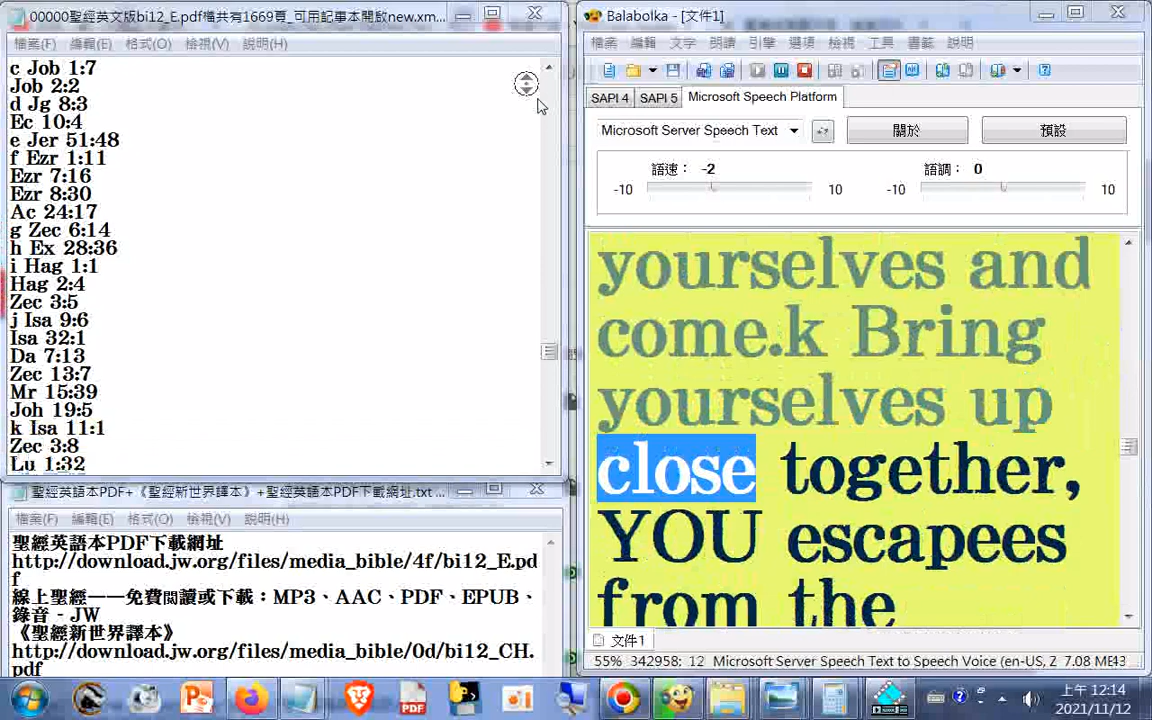 00000聖經英文版bi12_E.pdf檔共有1669頁_可用記事本開啟new.xm...
檔案(F) 編輯(E) 格式(O) 檢視(V) 說明(H)
c Job 1:7
Job 2:2
d Jg 8:3
Ec 10:4
e Jer 51:48
f Ezr 1:11
Ezr 7:16
Ezr 8:30
Ac 24:17
g Zec 6:14
h Ex 28:36
i Hag 1:1
Hag 2:4
Zec 3:5
j Isa 9:6
Isa 32:1
Da 7:13
Zec 13:7
Mr 15:39
Joh 19:5
k Isa 11:1
Zec 3:8
Lu 1:32
聖經英語本PDF+《聖經新世界譯本》+聖經英語本PDF下載網址.txt ...
檔案(F) 編輯(E) 格式(O) 檢視(V) 說明(H)
聖經英語本PDF下載網址
http://download.jw.org/files/media_bible/4f/bi12_E.pd
f
線上聖經——免費閱讀或下載：MP3、AAC、PDF、EPUB、
錄音 - JW
《聖經新世界譯本》
http://download.jw.org/files/media_bible/0d/bi12_CH.
pdf
Balabolka - [文件1]
檔案 編輯 文字 朗讀 引擎 選項 檢視 工具 書籤 說明
SAPI 4 SAPI 5 Microsoft Speech Platform
Microsoft Server Speech Text 關於 預設
語速： -2 語調： 0
-10 10 -10 10
yourselves and
come.k Bring
yourselves up
close together,
YOU escapees
from the
文件1
55% 342958: 12 Microsoft Server Speech Text to Speech Voice (en-US, Z 7.08 ME43
上午 12:14
2021/11/12